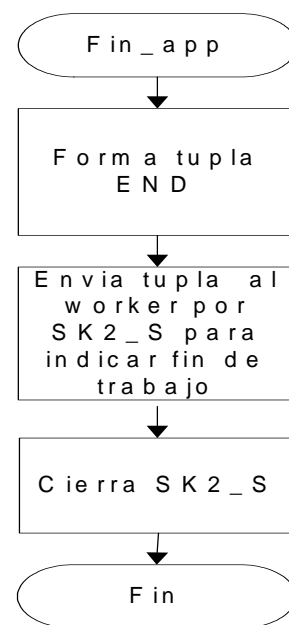 Fin_app
Forma tupla
END
Envia tupla al
worker por
SK2_S para
indicar fin de
trabajo
Cierra SK2_S
Fin